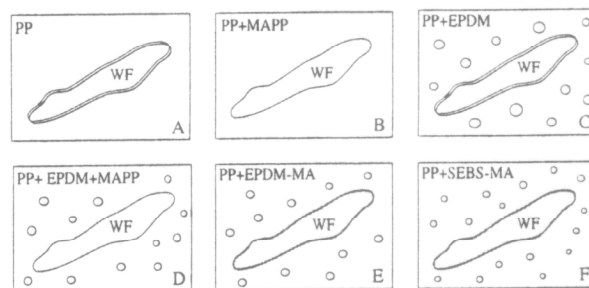 PP
WF
A
PP+MAPP
WF
B
PP+EPDM
WF
C
PP+ EPDM+MAPP
WF
D
PP+EPDM-MA
WF
E
PP+SEBS-MA
WF
F